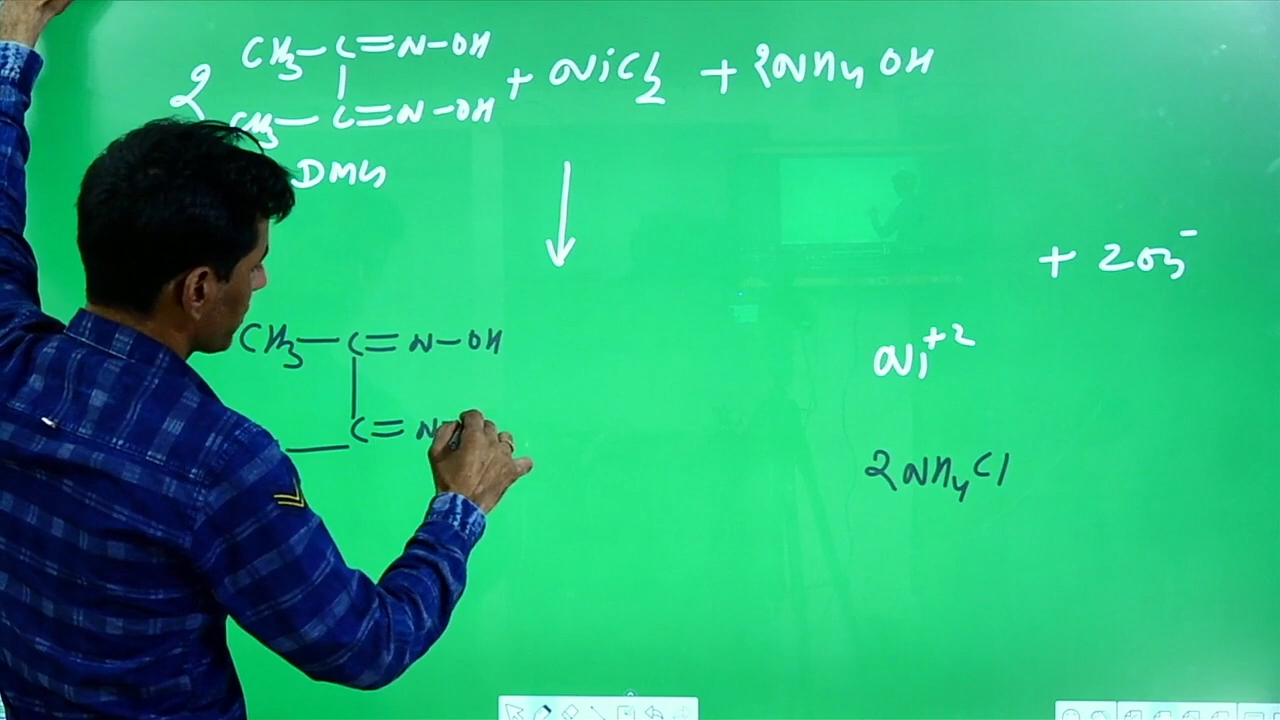 CH3-C=N-OH
2 + NiCl2 + 2NH4OH
CH3-C=N-OH
DMG
+ 2OH-
CH3-C=N-OH
Ni+2
C=N
2NH4Cl